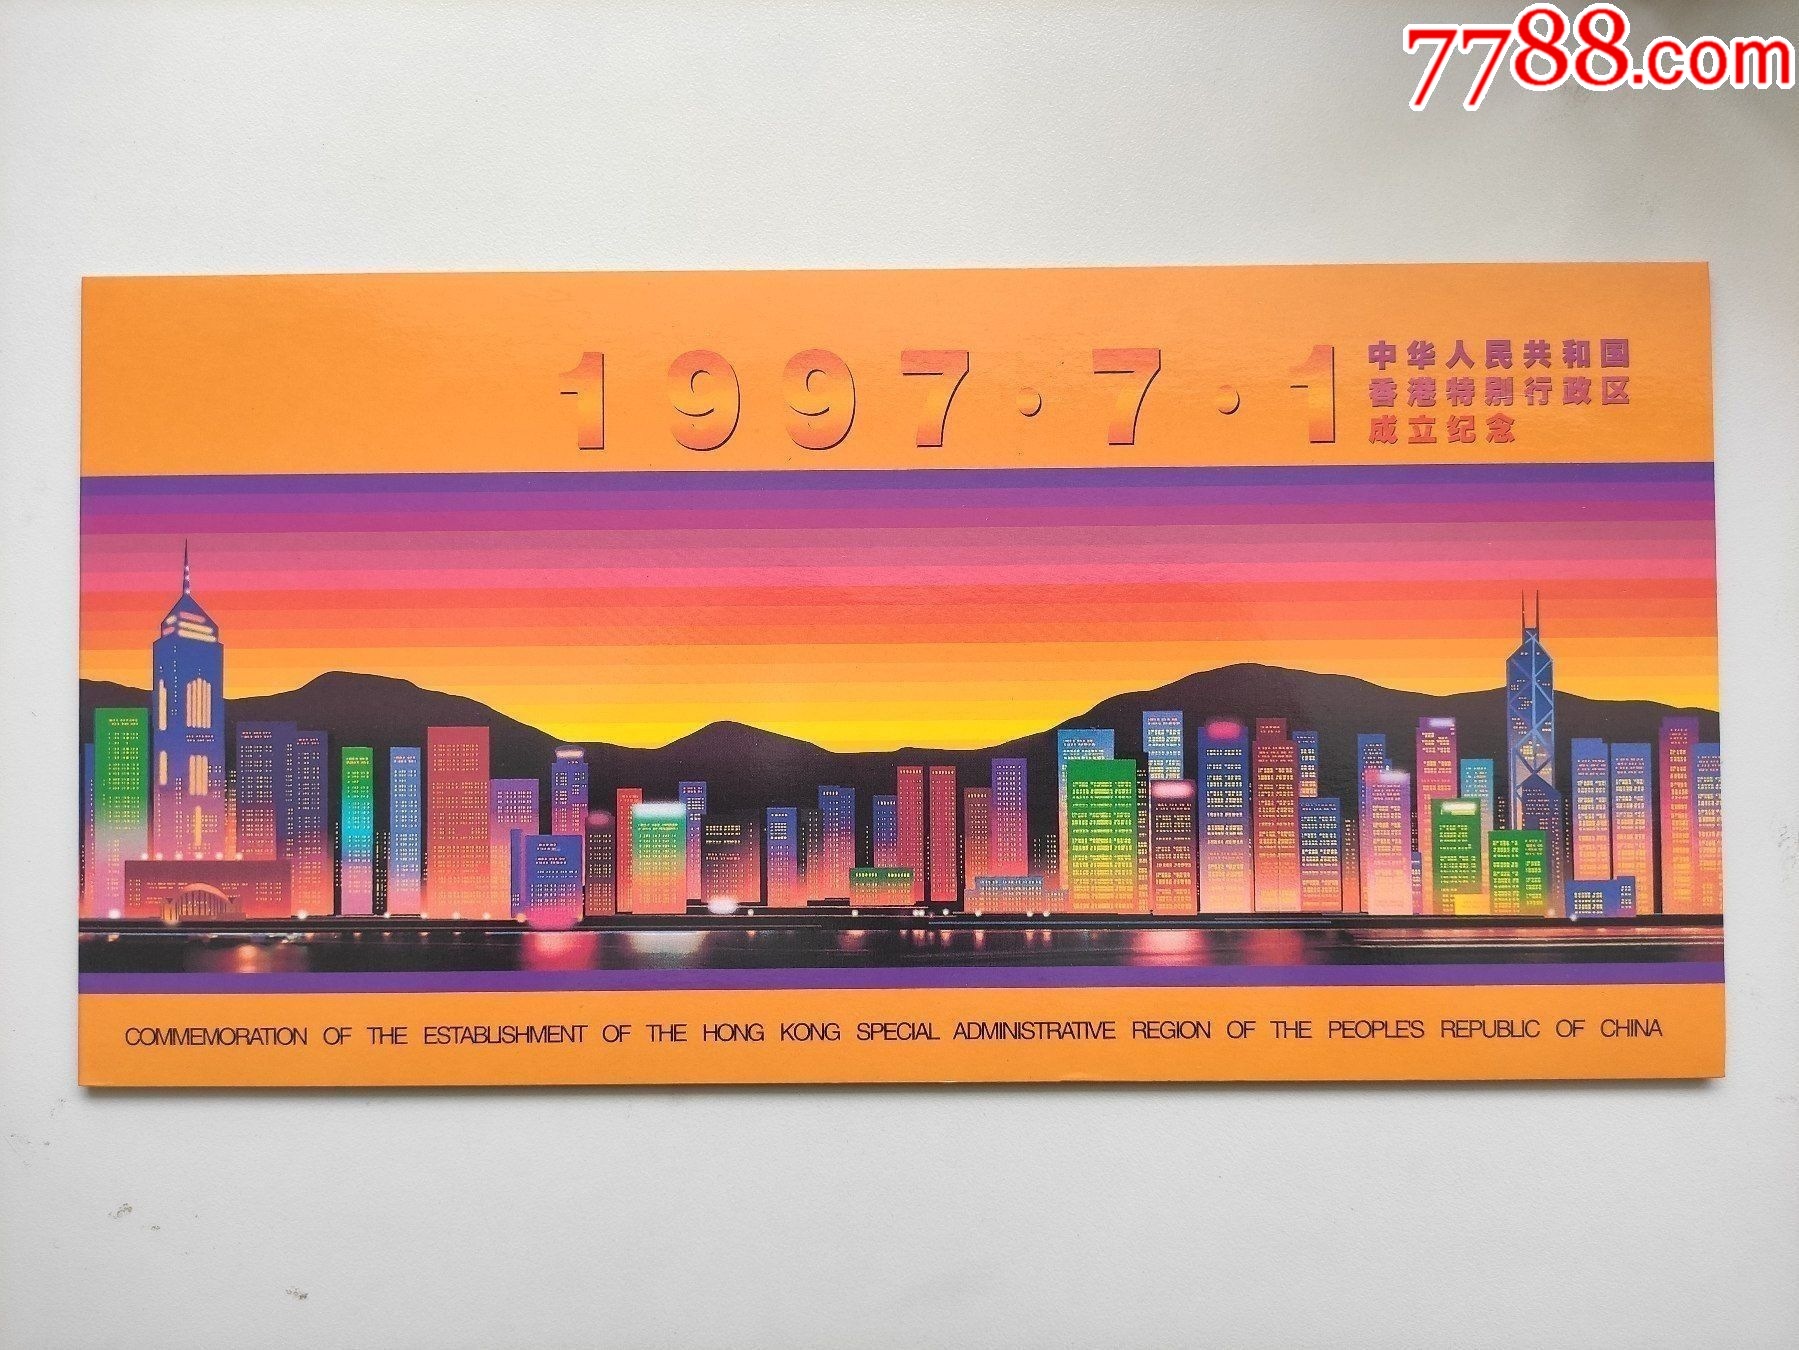 7788.com
1997·7·1
中华人民共和国
香港特别行政区
成立纪念
COMMEMORATION OF THE ESTABLISHMENT OF THE HONG KONG SPECIAL ADMINISTRATIVE REGION OF THE PEOPLE'S REPUBLIC OF CHINA